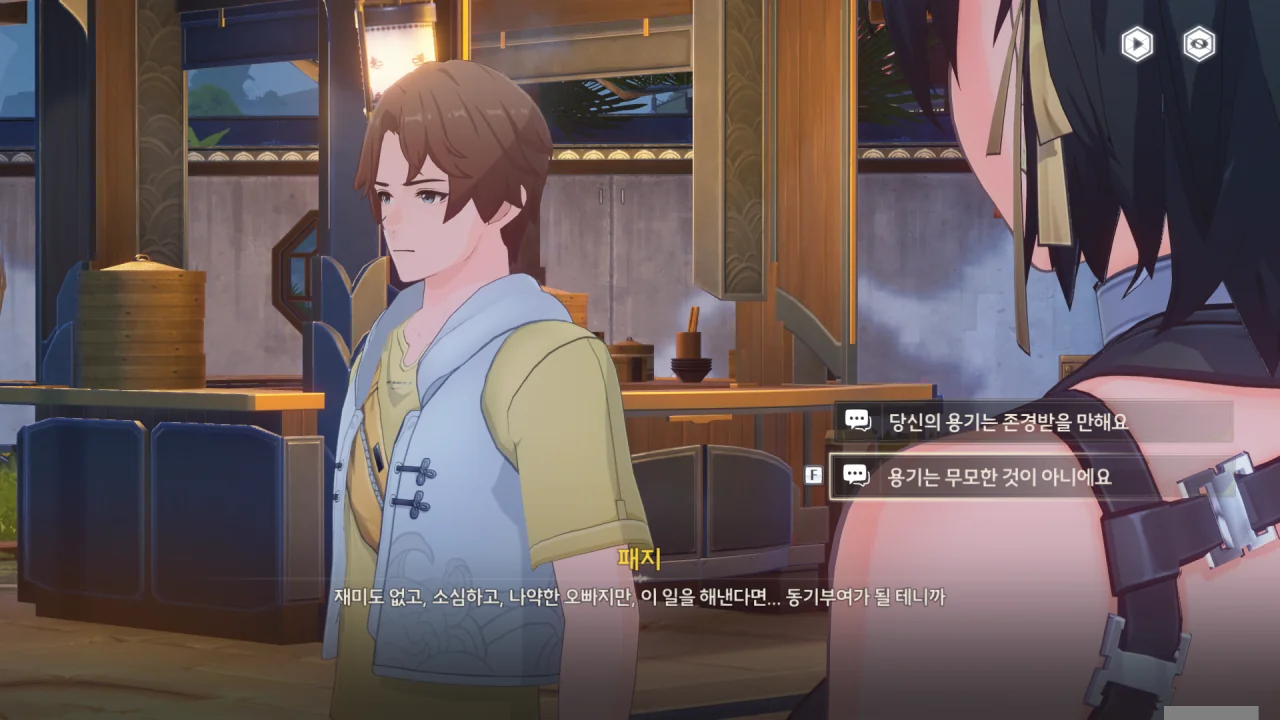 당신의 용기는 존경받을 만해요
F 용기는 무모한 것이 아니에요
패지
재미도 없고, 소심하고, 나약한 오빠지만, 이 일을 해낸다면... 동기부여가 될 테니까